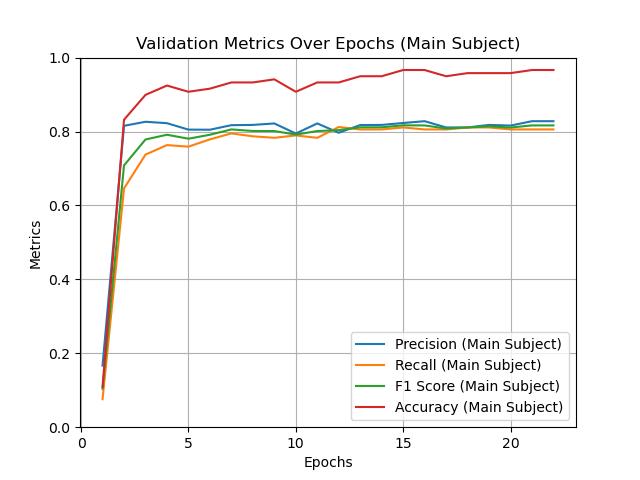 Validation Metrics Over Epochs (Main Subject)
1.0
0.8
0.6
0.4
0.2
0.0
Metrics
0
5
10
15
20
Epochs
Precision (Main Subject)
Recall (Main Subject)
F1 Score (Main Subject)
Accuracy (Main Subject)